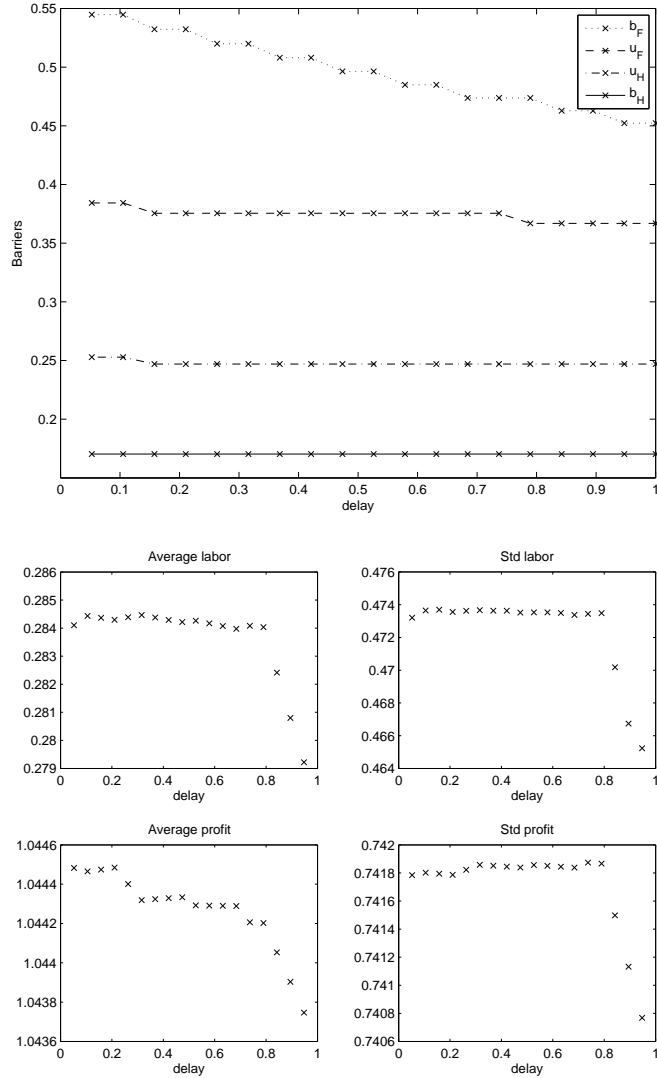 0.55
0.5
0.45
0.4
0.35
0.3
0.25
0.2
Barriers
0 0.1 0.2 0.3 0.4 0.5 0.6 0.7 0.8 0.9 1
delay
b_F
u_F
u_H
b_H
Average labor
0.286
0.285
0.284
0.283
0.282
0.281
0.28
0.279
0 0.2 0.4 0.6 0.8 1
delay
Std labor
0.476
0.474
0.472
0.47
0.468
0.466
0.464
0 0.2 0.4 0.6 0.8 1
delay
Average profit
1.0446
1.0444
1.0442
1.044
1.0438
1.0436
0 0.2 0.4 0.6 0.8 1
delay
Std profit
0.742
0.7418
0.7416
0.7414
0.7412
0.741
0.7408
0.7406
0 0.2 0.4 0.6 0.8 1
delay